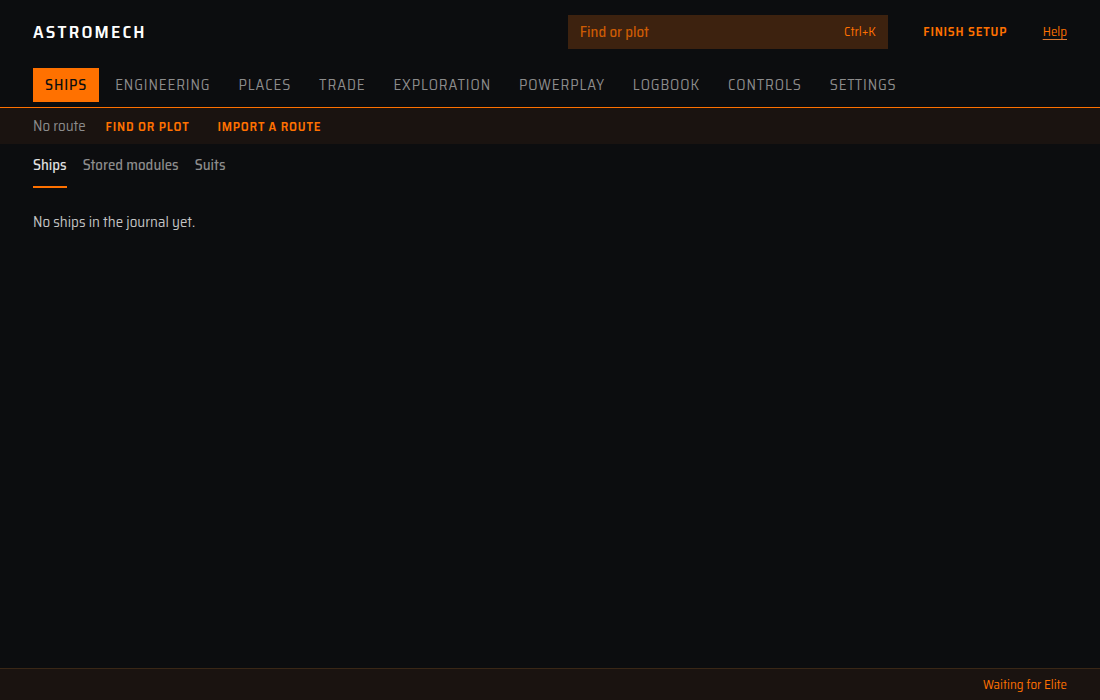 ASTROMECH
Find or plot Ctrl+K
FINISH SETUP
Help
SHIPS ENGINEERING PLACES TRADE EXPLORATION POWERPLAY LOGBOOK CONTROLS SETTINGS
No route FIND OR PLOT IMPORT A ROUTE
Ships Stored modules Suits
No ships in the journal yet.
Waiting for Elite